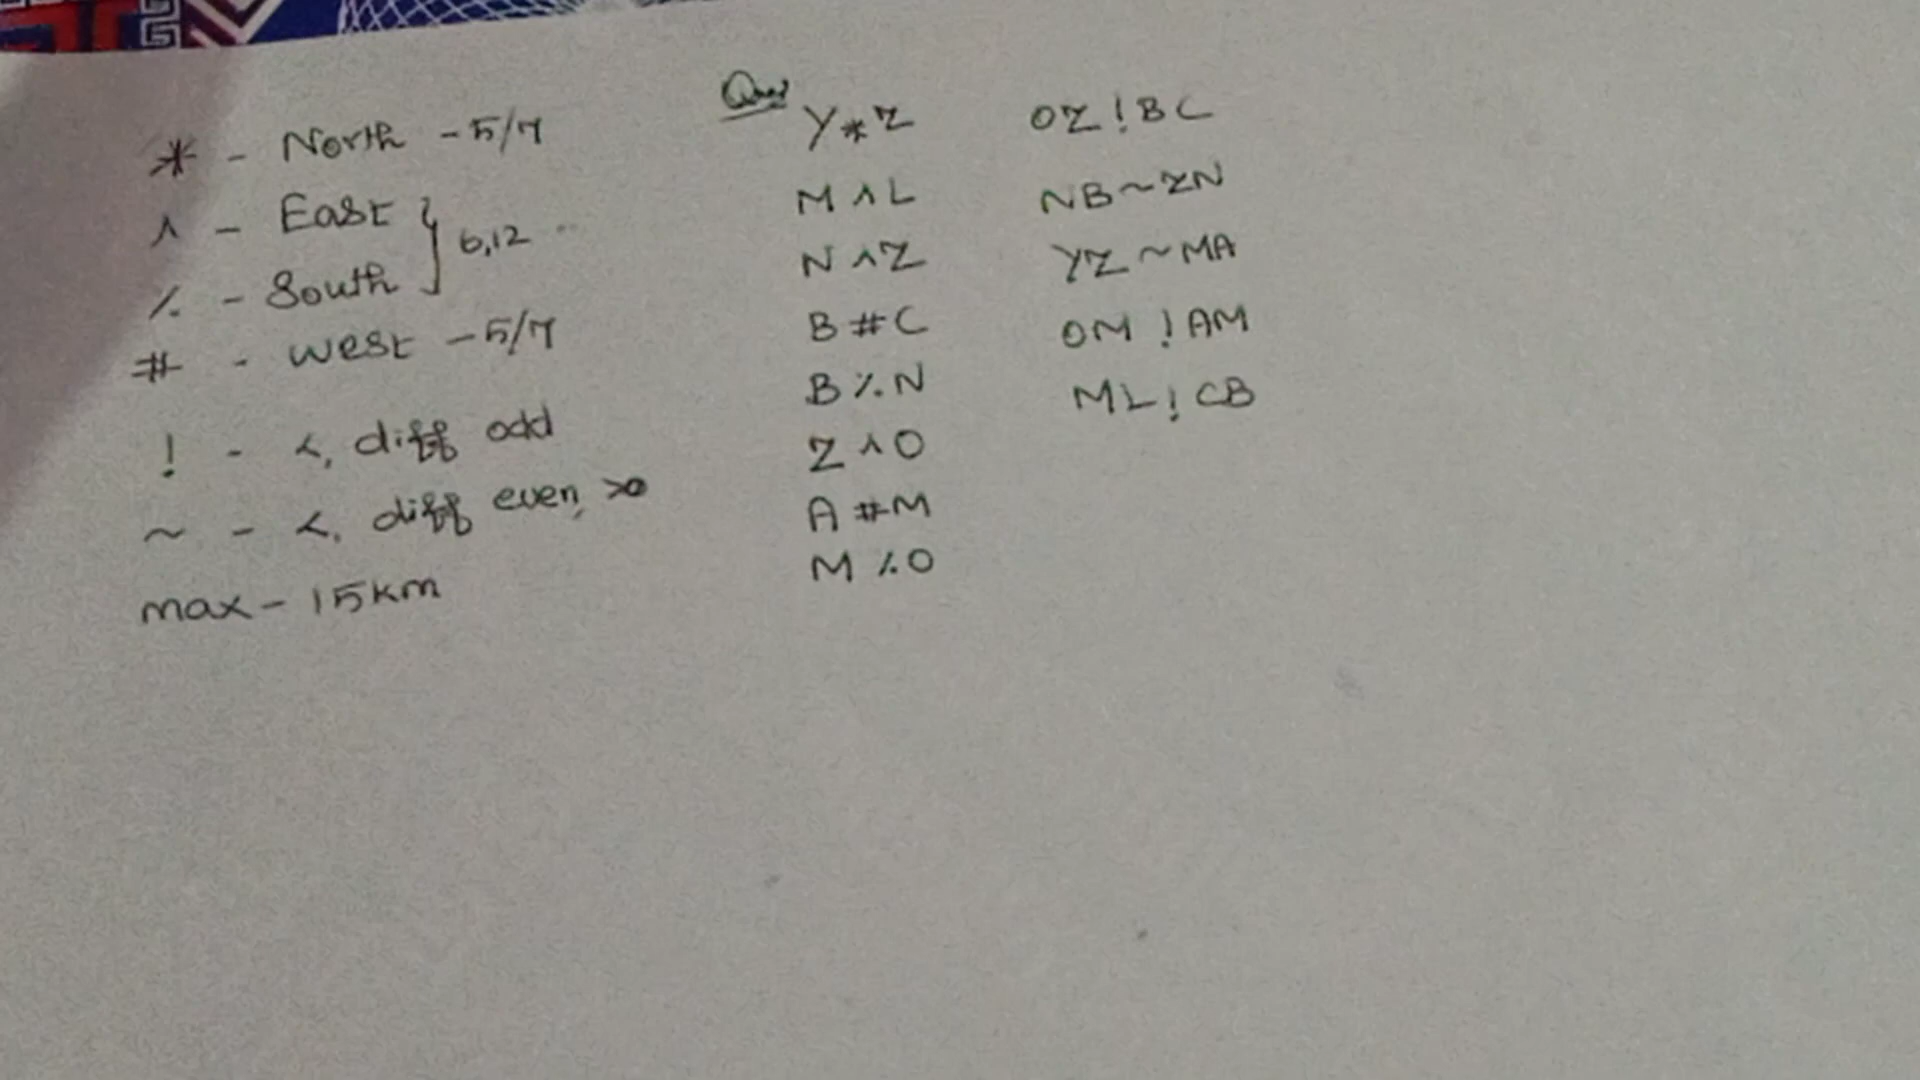 * - North - 5/7
^ - East } 6,12
٪. - South
# - west - 5/7
! - <, diff odd
~ - <, diff even, >0
max - 15km
Ques
Y * Z
M ^ L
N ^ Z
B # C
B ٪. N
Z ^ O
A # M
M ٪. O
OZ ! BC
NB ~ ZN
YZ ~ MA
OM ! AM
ML ! CB